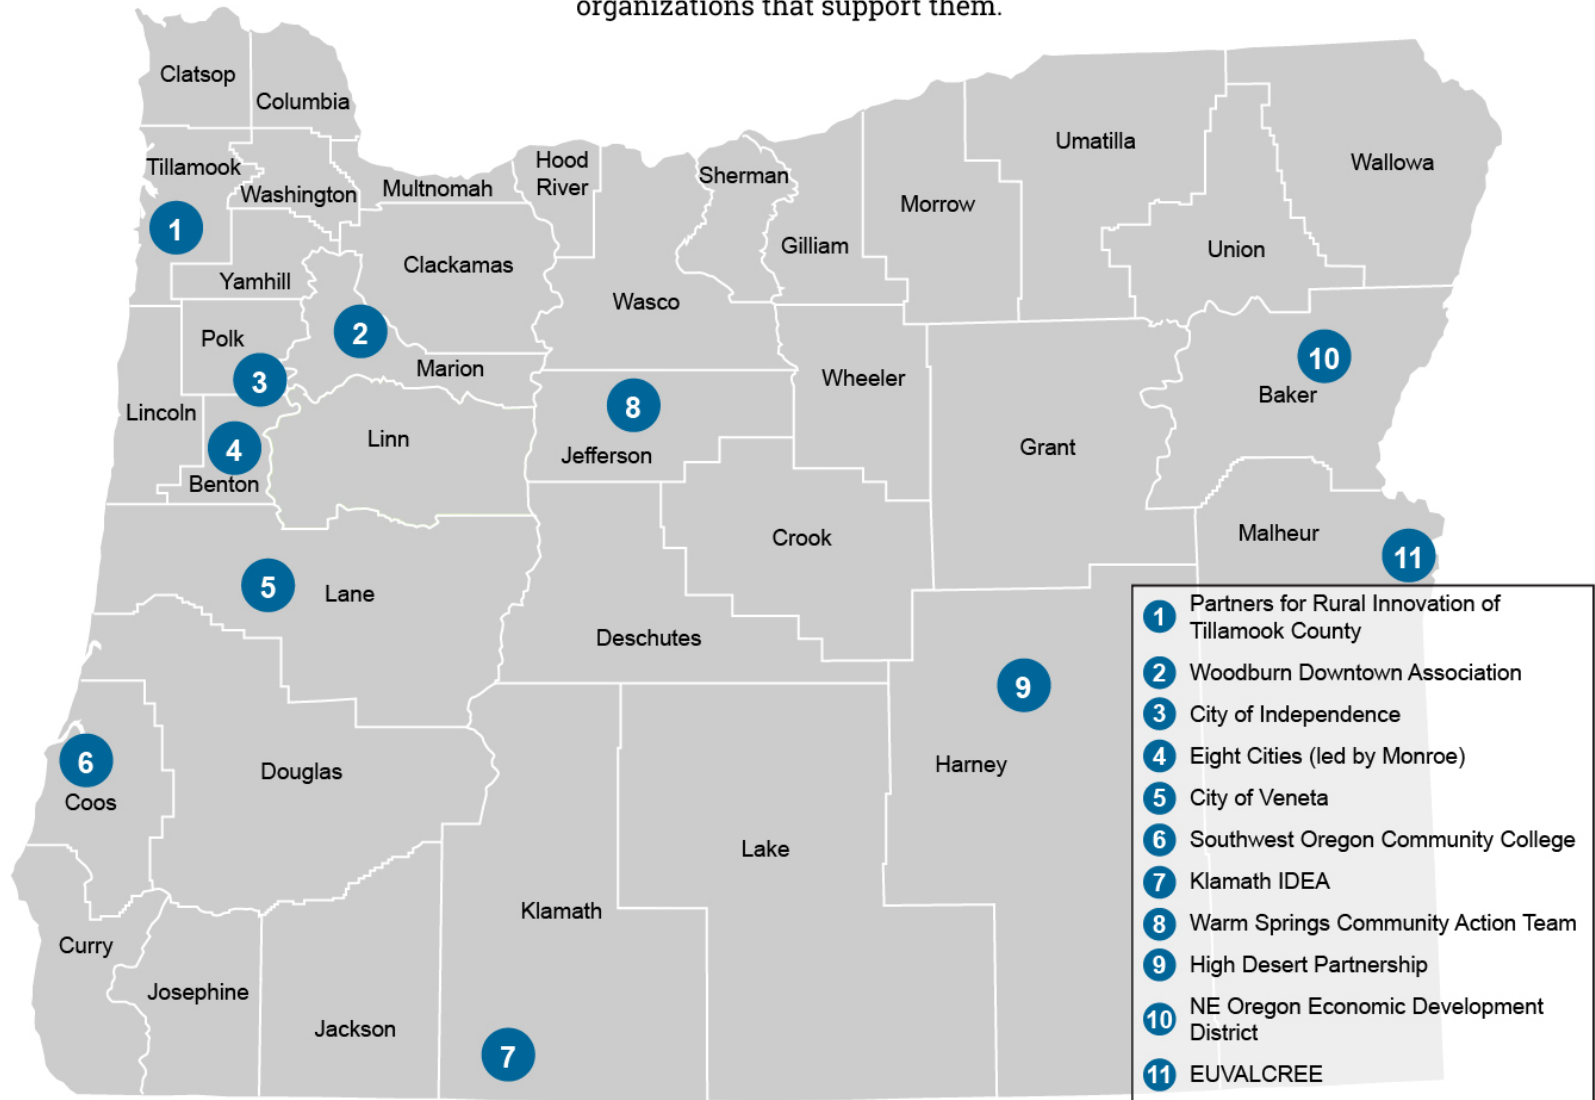 organizations that support them.
Clatsop
Columbia
Tillamook
Washington
Multnomah
Hood
River
Sherman
Gilliam
Morrow
Umatilla
Wallowa
Union
1
Yamhill
Clackamas
Wasco
2
Polk
3
Marion
Wheeler
10
Baker
Lincoln
4
Benton
Linn
8
Jefferson
Grant
Crook
Malheur
11
5
Lane
Deschutes
9
Harney
6
Coos
Douglas
Lake
Klamath
Curry
Josephine
Jackson
7
1 Partners for Rural Innovation of
Tillamook County
2 Woodburn Downtown Association
3 City of Independence
4 Eight Cities (led by Monroe)
5 City of Veneta
6 Southwest Oregon Community College
7 Klamath IDEA
8 Warm Springs Community Action Team
9 High Desert Partnership
10 NE Oregon Economic Development
District
11 EUVALCREE